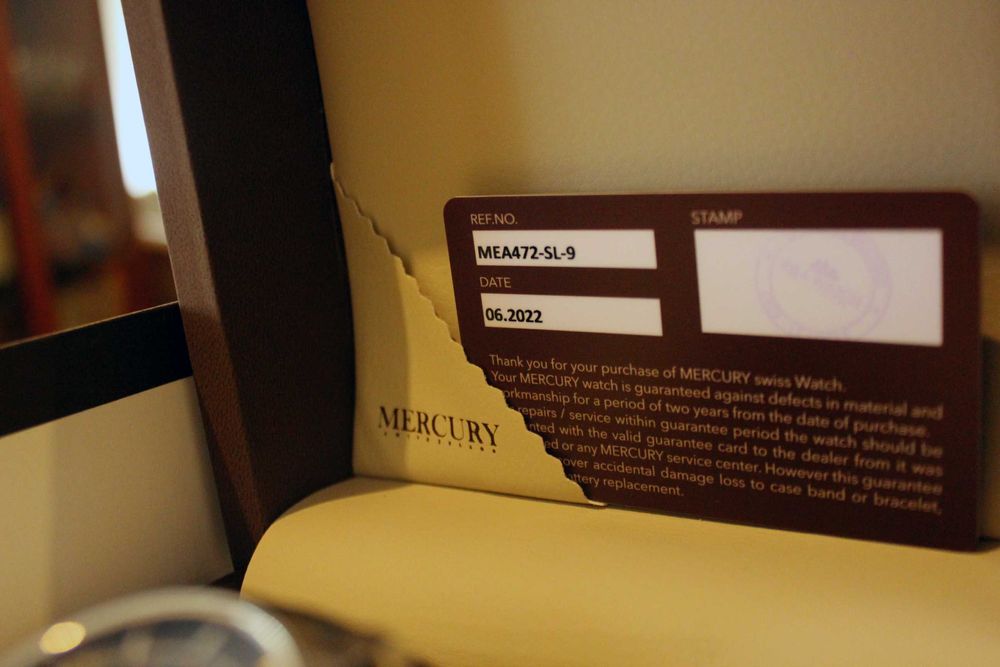 REF.NO.
MEA472-SL-9
DATE
06.2022
STAMP
Thank you for your purchase of MERCURY swiss Watch.
Your MERCURY watch is guaranteed against defects in material and
orkmanship for a period of two years from the date of purchase.
repairs / service witihin guarantee period the watch should be
nted with the valid guarantee card to the dealer from it was
ed or any MERCURY service center. However this guarantee
over accidental damage loss to case band or bracelet,
ttery replacement.
MERCURY
SWITZERLAND